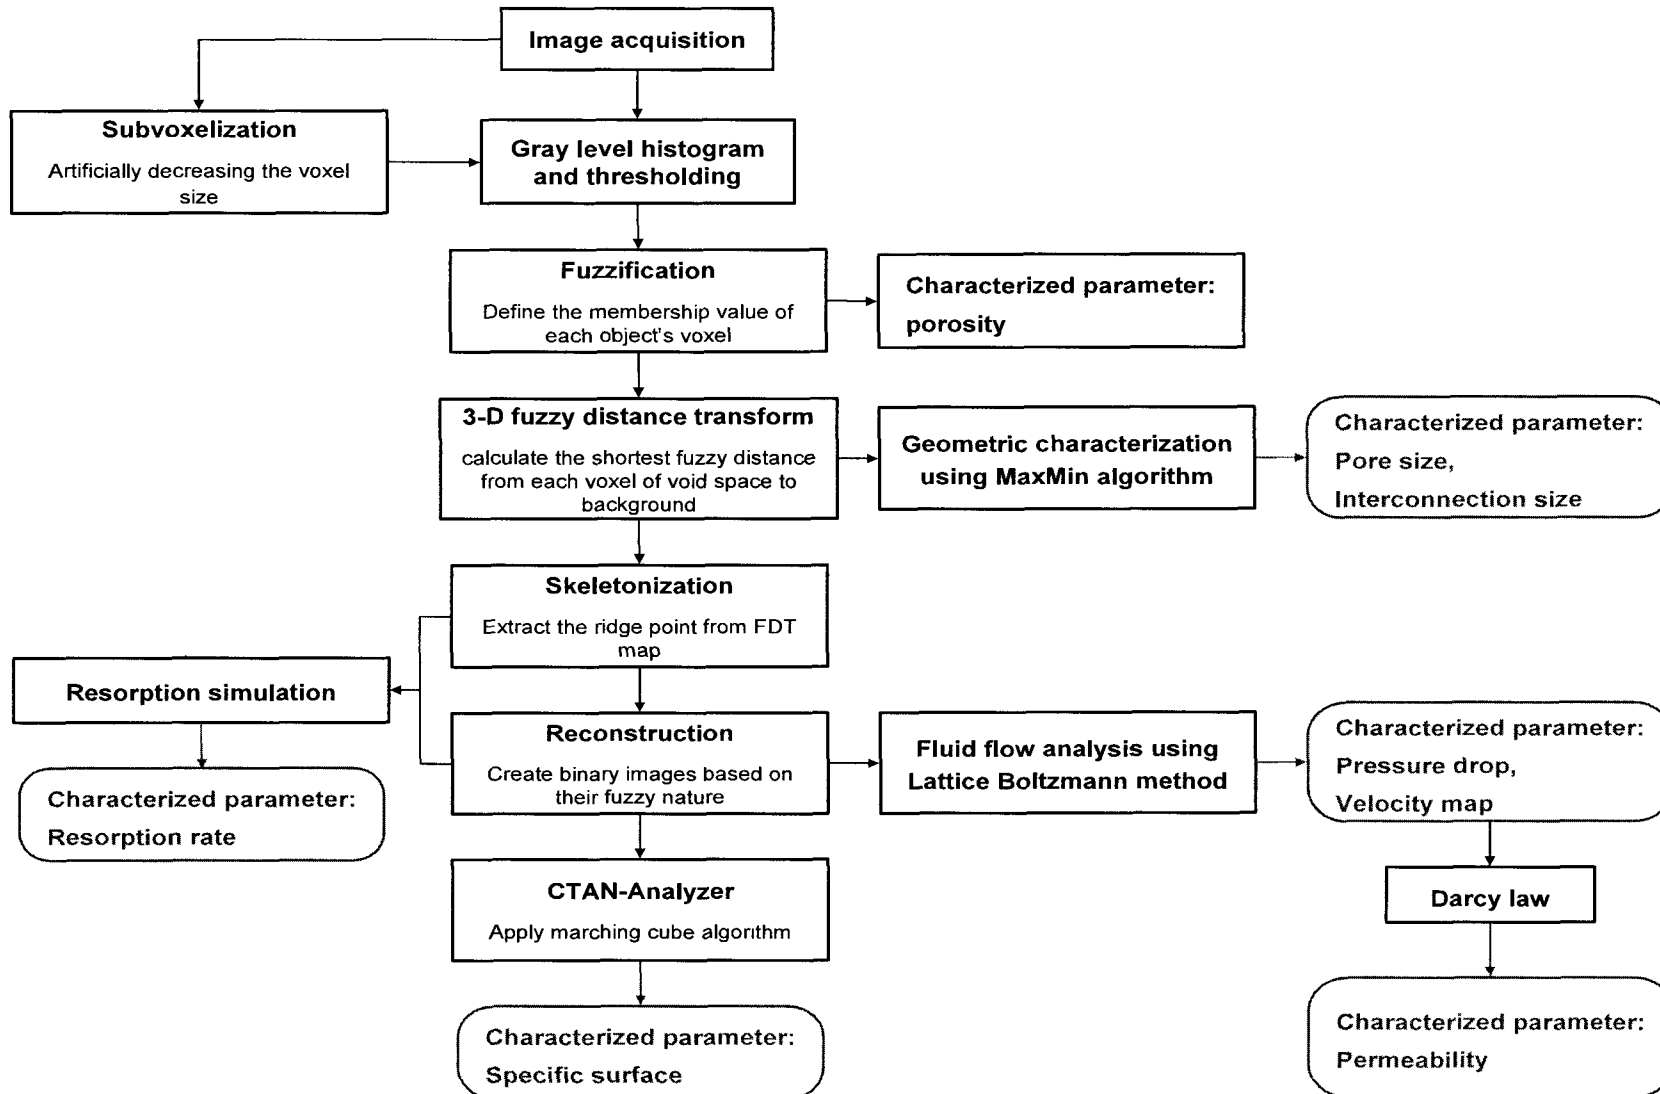 Image acquisition
Subvoxelization
Artificially decreasing the voxel
size
Gray level histogram
and thresholding
Fuzzification
Define the membership value of
each object's voxel
Characterized parameter:
porosity
3-D fuzzy distance transform
calculate the shortest fuzzy distance
from each voxel of void space to
background
Geometric characterization
using MaxMin algorithm
Characterized parameter:
Pore size,
Interconnection size
Skeletonization
Extract the ridge point from FDT
map
Resorption simulation
Characterized parameter:
Resorption rate
Reconstruction
Create binary images based on
their fuzzy nature
Fluid flow analysis using
Lattice Boltzmann method
Characterized parameter:
Pressure drop,
Velocity map
CTAN-Analyzer
Apply marching cube algorithm
Darcy law
Characterized parameter:
Specific surface
Characterized parameter:
Permeability